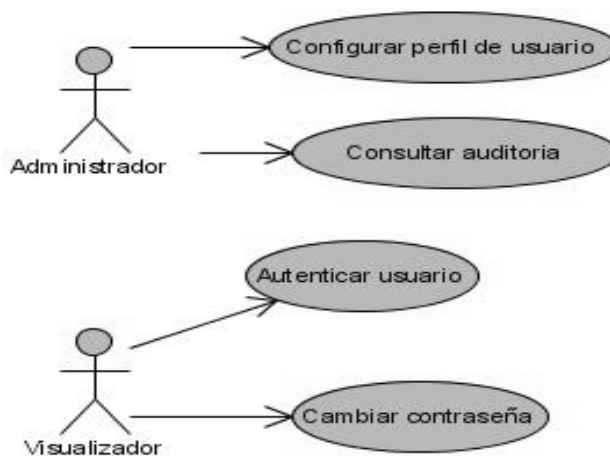 Configurar perfil de usuario
Administrador
Consultar auditoria
Autenticar usuario
Visualizador
Cambiar contraseña